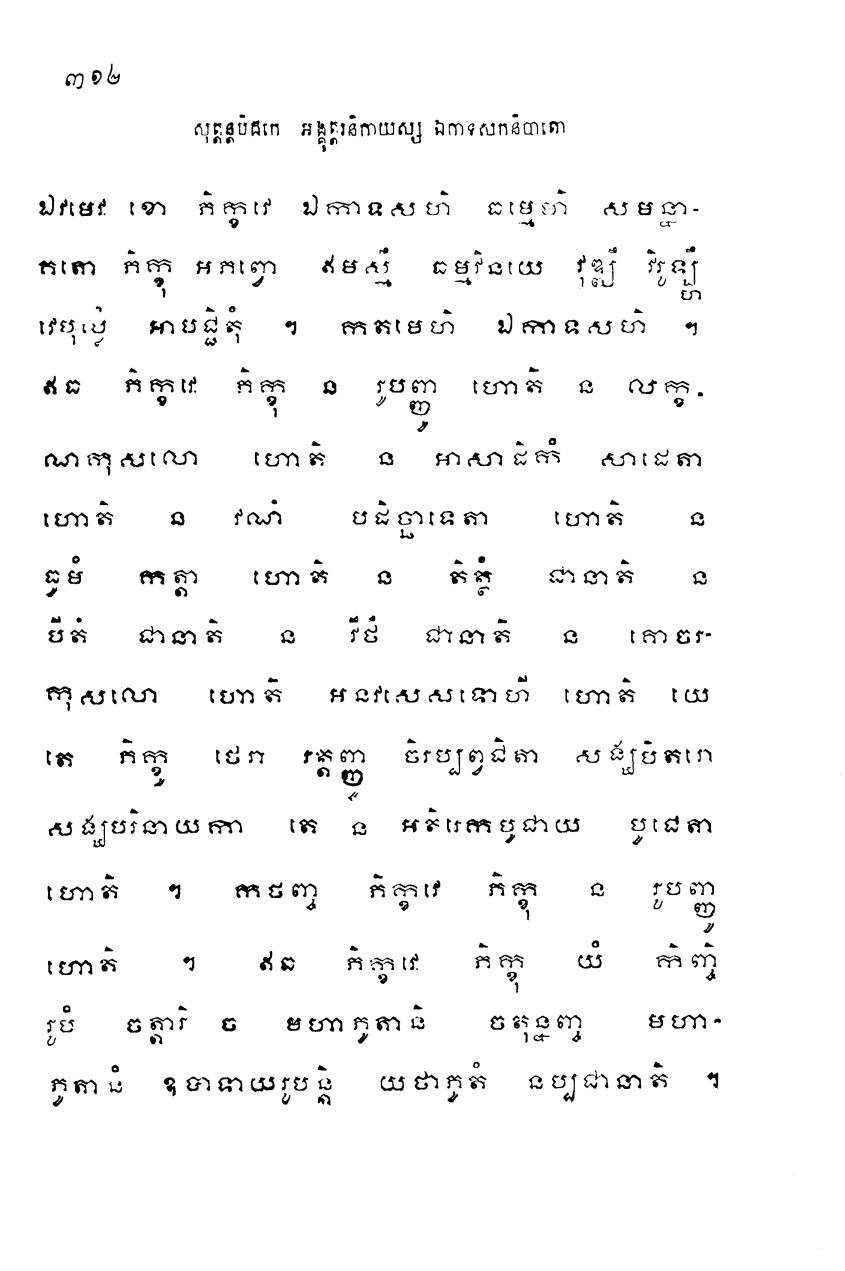 ៣១២
សុត្តន្តបិដកេ អង្គុត្តរនិកាយស្ស ឯកាទសកនិបាតោ
ឯវមេវ ខោ ភិក្ខវេ ឯកាទសហិ ធម្មេហិ សមន្នា-
គតោ ភិក្ខុ អភព្វោ ឥមស្មឹ ធម្មវិនយេ វុឌ្ឍឹ វិរូឡ្ហឹ
វេបុល្លំ អាបជ្ជិតុំ ។ កតមេហិ ឯកាទសហិ ។
ឥធ ភិក្ខវេ ភិក្ខុ ន រូបញ្ញូ ហោតិ ន លក្ខ-
ណកុសលោ ហោតិ ន អាសាដិកំ សាដេតា
ហោតិ ន វណំ បដិច្ឆាទេតា ហោតិ ន
ធូមំ កត្តា ហោតិ ន តិត្ថំ ជានាតិ ន
បីតំ ជានាតិ ន វីថឹ ជានាតិ ន គោចរ-
កុសលោ ហោតិ អនវសេសទោហី ហោតិ យេ
តេ ភិក្ខូ ថេរា រត្តញ្ញូ ចិរប្បព្វជិតា សង្ឃបិតរោ
សង្ឃបរិនាយកា តេ ន អតិរេកបូជាយ បូជេតា
ហោតិ ។ កថញ្ច ភិក្ខវេ ភិក្ខុ ន រូបញ្ញូ
ហោតិ ។ ឥធ ភិក្ខវេ ភិក្ខុ យំ កិញ្ចិ
រូបំ ចត្តារិ ច មហាភូតានិ ចតុន្នញ្ច មហា-
ភូតានំ ឧបាទាយរូបន្តិ យថាភូតំ នប្បជានាតិ ។